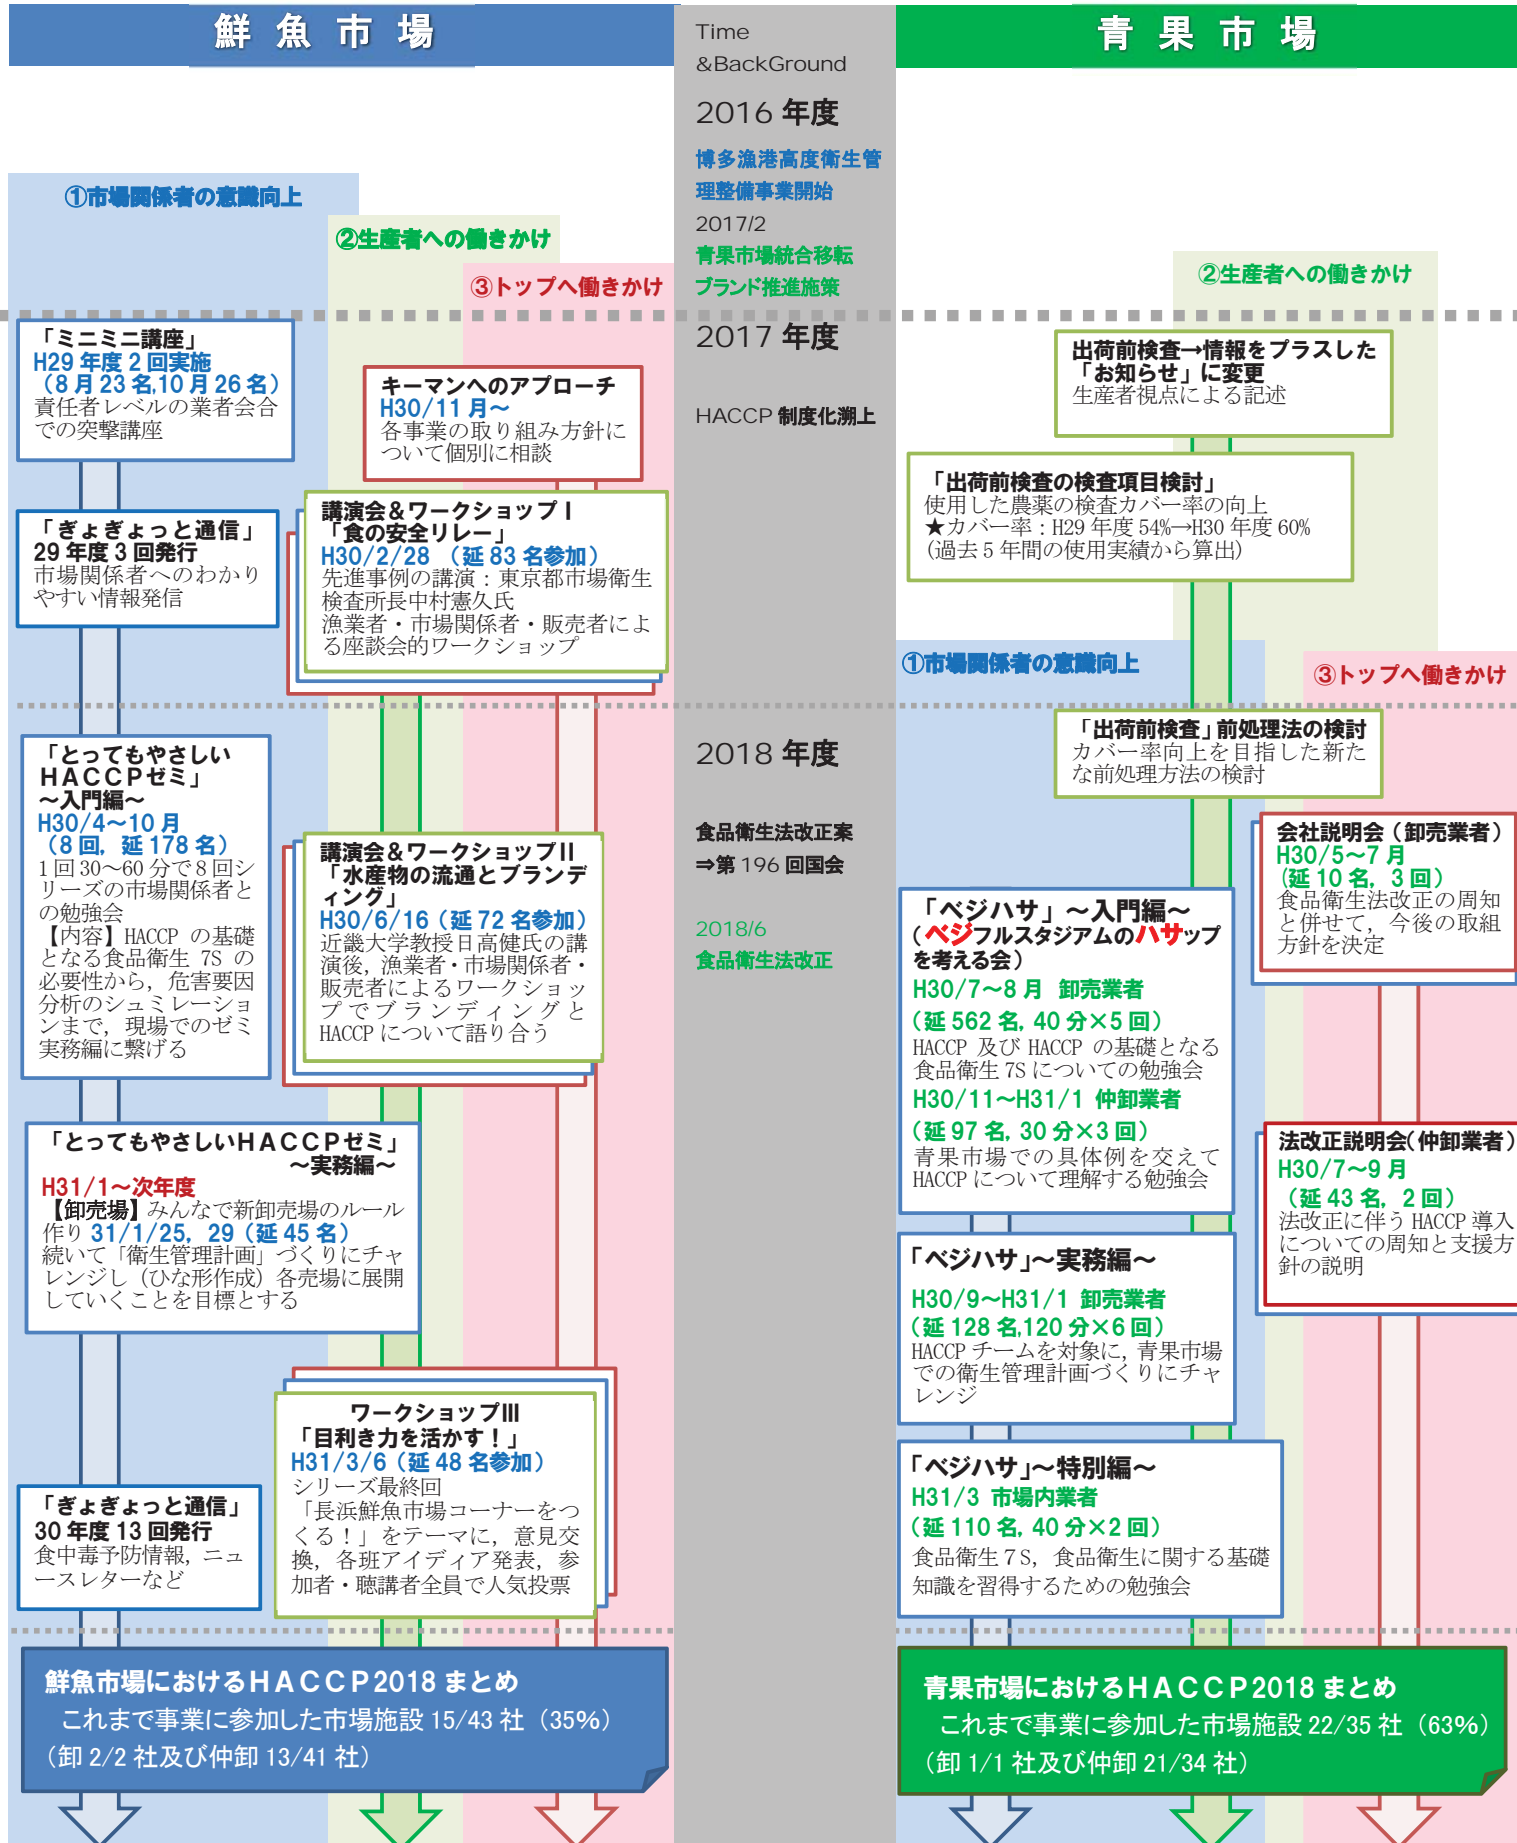 鮮魚市場
①市場関係者の意識向上
②生産者への働きかけ
③トップへ働きかけ
「ミニミニ講座」
H29 年度 2 回実施
（8 月 23 名,10 月 26 名）
責任者レベルの業者会合
での突撃講座
キーマンへのアプローチ
H30/11 月～
各事業の取り組み方針に
ついて個別に相談
「ぎょぎょっと通信」
29 年度 3 回発行
市場関係者へのわかり
やすい情報発信
講演会＆ワークショップⅠ
「食の安全リレー」
H30/2/28 （延 83 名参加）
先進事例の講演：東京都市場衛生
検査所長中村憲久氏
漁業者・市場関係者・販売者によ
る座談会的ワークショップ
「とってもやさしい
ＨＡＣＣＰゼミ」
～入門編～
H30/4～10 月
（8 回，延 178 名）
1 回 30～60 分で 8 回シ
リーズの市場関係者と
の勉強会
【内容】HACCP の基礎
となる食品衛生 7S の
必要性から，危害要因
分析のシュミレーショ
ンまで，現場でのゼミ
実務編に繋げる
講演会＆ワークショップⅡ
「水産物の流通とブランデ
ィング」
H30/6/16（延 72 名参加）
近畿大学教授日高健氏の講
演後，漁業者・市場関係者・
販売者によるワークショッ
プでブランディングと
HACCP について語り合う
「とってもやさしいＨＡＣＣＰゼミ」
～実務編～
H31/1～次年度
【卸売場】みんなで新卸売場のルール
作り 31/1/25，29（延 45 名）
続いて「衛生管理計画」づくりにチャ
レンジし（ひな形作成）各売場に展開
していくことを目標とする
ワークショップⅢ
「目利き力を活かす！」
H31/3/6（延 48 名参加）
シリーズ最終回
「長浜鮮魚市場コーナーをつ
くる！」をテーマに，意見交
換，各班アイディア発表，参
加者・聴講者全員で人気投票
「ぎょぎょっと通信」
30 年度 13 回発行
食中毒予防情報，ニュ
ースレターなど
鮮魚市場におけるＨＡＣＣＰ2018 まとめ
これまで事業に参加した市場施設 15/43 社（35%）
（卸 2/2 社及び仲卸 13/41 社）
Time
&BackGround
2016 年度
博多漁港高度衛生管
理整備事業開始
2017/2
青果市場統合移転
ブランド推進施策
2017 年度
HACCP 制度化溯上
2018 年度
食品衛生法改正案
⇒第 196 回国会
2018/6
食品衛生法改正
青果市場
②生産者への働きかけ
出荷前検査→情報をプラスした
「お知らせ」に変更
生産者視点による記述
「出荷前検査の検査項目検討」
使用した農薬の検査カバー率の向上
★カバー率：H29 年度 54%→H30 年度 60%
(過去 5 年間の使用実績から算出)
①市場関係者の意識向上
③トップへ働きかけ
「出荷前検査」前処理法の検討
カバー率向上を目指した新た
な前処理方法の検討
会社説明会（卸売業者）
H30/5～7 月
(延 10 名，3 回）
食品衛生法改正の周知
と併せて，今後の取組
方針を決定
「ベジハサ」～入門編～
（ベジフルスタジアムのハサップ
を考える会）
H30/7～8 月 卸売業者
（延 562 名, 40 分×5 回）
HACCP 及び HACCP の基礎となる
食品衛生 7S についての勉強会
H30/11～H31/1 仲卸業者
（延 97 名, 30 分×3 回）
青果市場での具体例を交えて
HACCP について理解する勉強会
法改正説明会（仲卸業者）
H30/7～9 月
（延 43 名，2 回）
法改正に伴う HACCP 導入
についての周知と支援方
針の説明
「ベジハサ」～実務編～
H30/9～H31/1 卸売業者
（延 128 名,120 分×6 回）
HACCP チームを対象に，青果市場
での衛生管理計画づくりにチャ
レンジ
「ベジハサ」～特別編～
H31/3 市場内業者
（延 110 名, 40 分×2 回）
食品衛生７S，食品衛生に関する基礎
知識を習得するための勉強会
青果市場におけるＨＡＣＣＰ2018 まとめ
これまで事業に参加した市場施設 22/35 社（63%）
（卸 1/1 社及び仲卸 21/34 社）